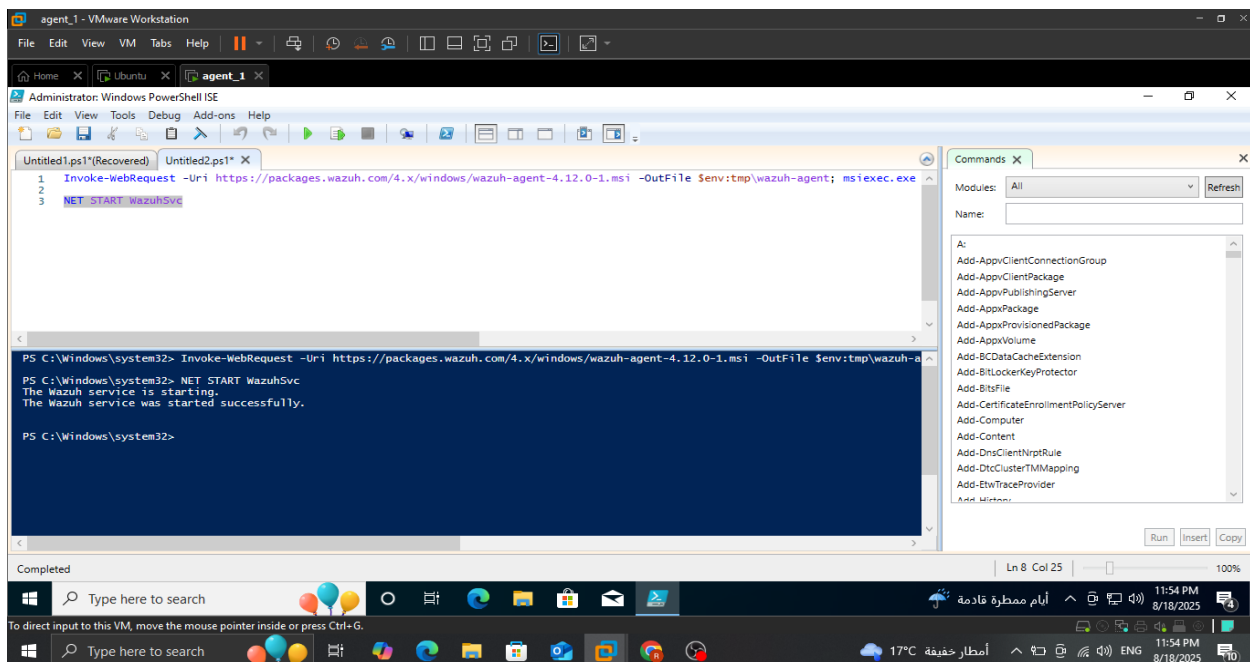 agent_1 - VMware Workstation
File Edit View VM Tabs Help
Home Ubuntu agent_1
Administrator: Windows PowerShell ISE
File Edit View Tools Debug Add-ons Help
Untitled1.ps1*(Recovered) Untitled2.ps1* X
1 Invoke-WebRequest -Uri https://packages.wazuh.com/4.x/windows/wazuh-agent-4.12.0-1.msi -OutFile $env:tmp\wazuh-agent; msiexec.exe
2
3 NET START WazuhSvc
PS C:\Windows\system32> Invoke-WebRequest -Uri https://packages.wazuh.com/4.x/windows/wazuh-agent-4.12.0-1.msi -OutFile $env:tmp\wazuh-a
PS C:\Windows\system32> NET START WazuhSvc
The Wazuh service is starting.
The Wazuh service was started successfully.
PS C:\Windows\system32>
Commands X
Modules: All Refresh
Name:
A:
Add-AppvClientConnectionGroup
Add-AppvClientPackage
Add-AppvPublishingServer
Add-AppxPackage
Add-AppxProvisionedPackage
Add-AppxVolume
Add-BCDataCacheExtension
Add-BitLockerKeyProtector
Add-BitsFile
Add-CertificateEnrollmentPolicyServer
Add-Computer
Add-Content
Add-DnsClientNrptRule
Add-DtcClusterTMMapping
Add-EtwTraceProvider
Add-History
Run Insert Copy
Completed Ln 8 Col 25 100%
Type here to search أيام ممطرة قادمة 11:54 PM
8/18/2025 4
To direct input to this VM, move the mouse pointer inside or press Ctrl+G.
Type here to search 17°C أمطار خفيفة ENG 11:54 PM
8/18/2025 10